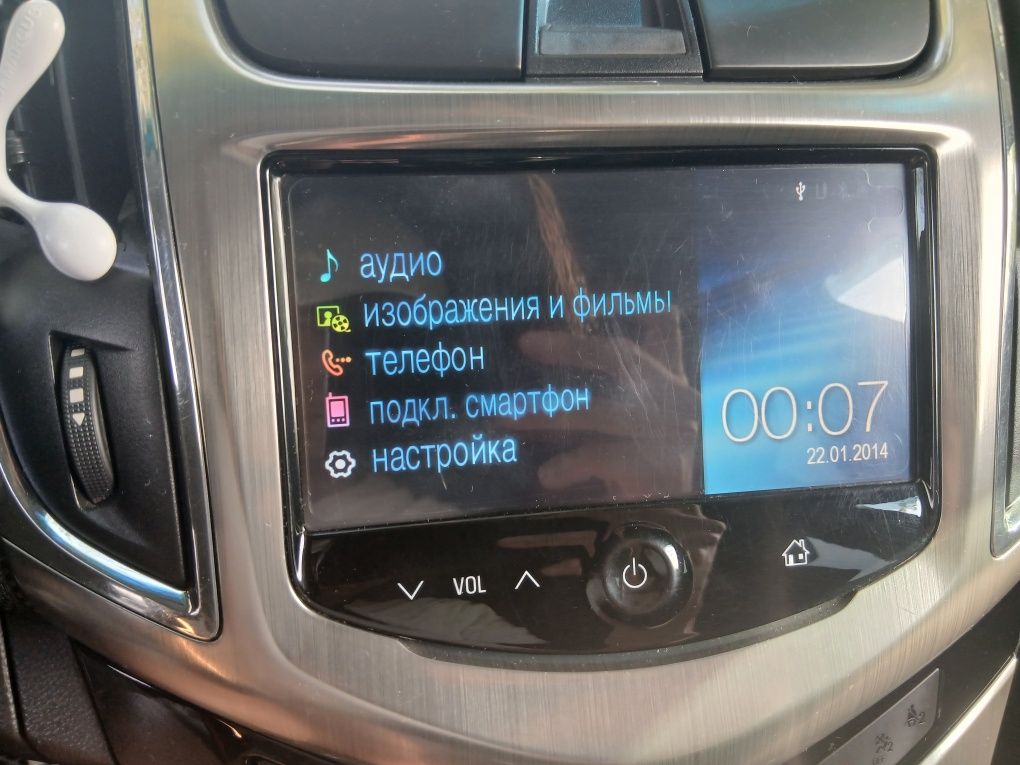 аудио
изображения и фильмы
телефон
подкл. смартфон
настройка
00:07
22.01.2014
VOL